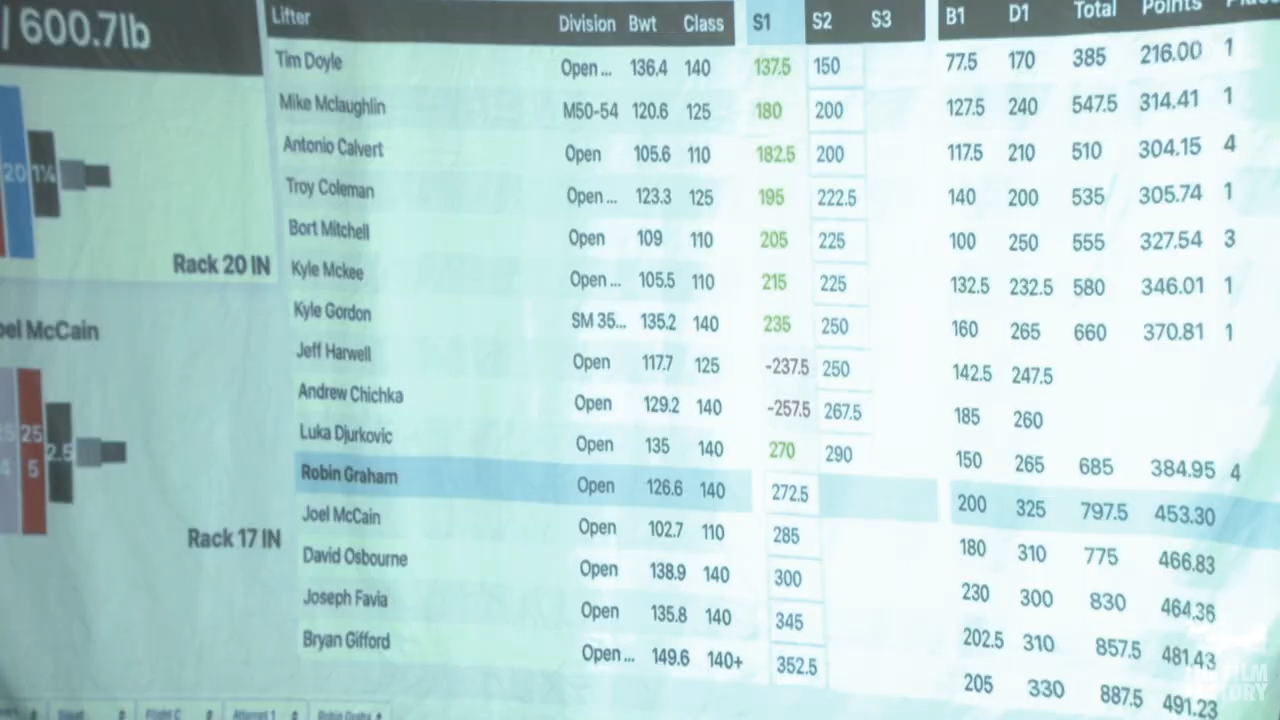 | 600.7lb
Lifter Division Bwt Class S1 S2 S3 B1 D1 Total Points
Tim Doyle Open... 136.4 140 137.5 150 77.5 170 385 216.00 1
Mike Mclaughlin M50-54 120.6 125 180 200 127.5 240 547.5 314.41 1
Antonio Calvert Open 105.6 110 182.5 200 117.5 210 510 304.15 4
Troy Coleman Open... 123.3 125 195 222.5 140 200 535 305.74 1
Bort Mitchell Open 109 110 205 225 100 250 555 327.54 3
Kyle Mckee Open... 105.5 110 215 225 132.5 232.5 580 346.01 1
Kyle Gordon SM 35... 135.2 140 235 250 160 265 660 370.81 1
Jeff Harwell Open 117.7 125 -237.5 250 142.5 247.5
Andrew Chichka Open 129.2 140 -257.5 267.5 185 260
Luka Djurkovic Open 135 140 270 290 150 265 685 384.95 4
Robin Graham Open 126.6 140 272.5 200 325 797.5 453.30
Joel McCain Open 102.7 110 285 180 310 775 466.83
David Osbourne Open 138.9 140 300 230 300 830 464.36
Joseph Favia Open 135.8 140 345 202.5 310 857.5 481.43
Bryan Gifford Open... 149.6 140+ 352.5 205 330 887.5 491.23
20 1¼
Rack 20 IN
McCain
25 2.5
5
Rack 17 IN
FILM